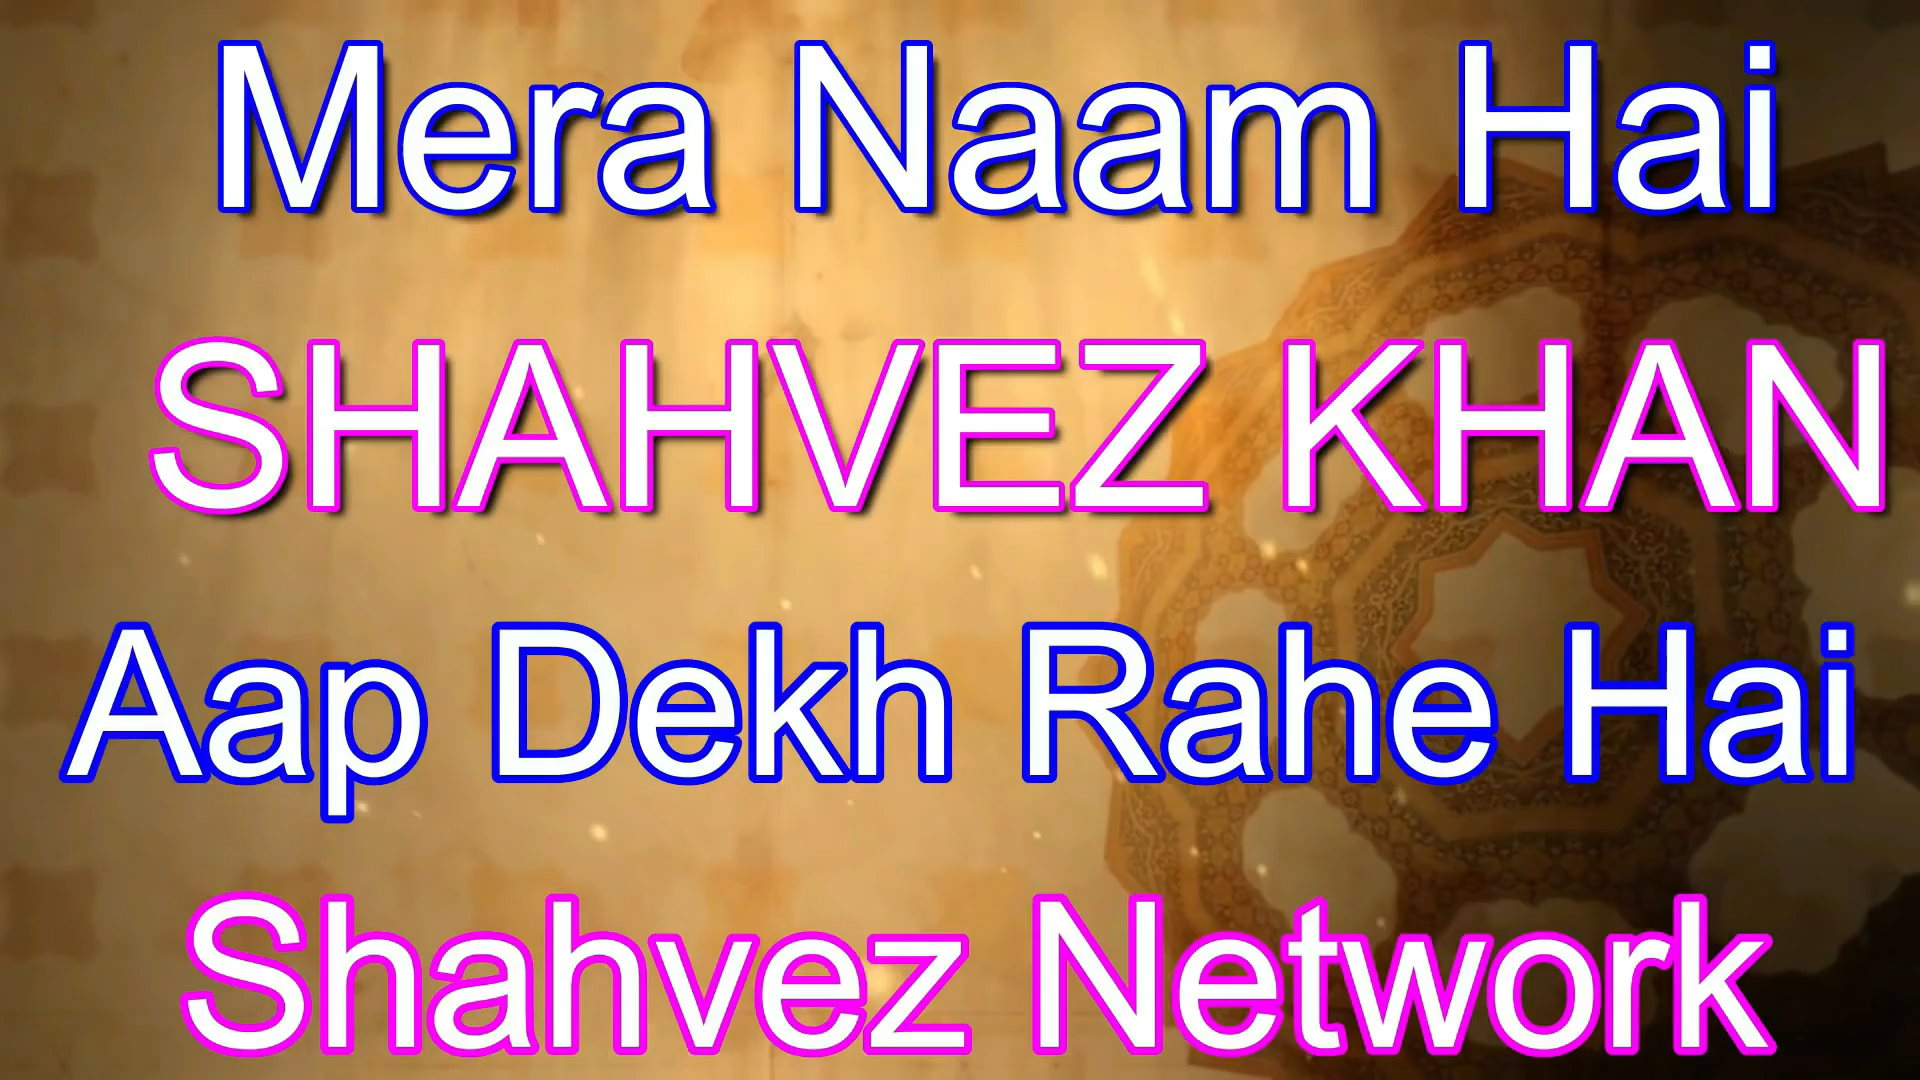 Mera Naam Hai
SHAHVEZ KHAN
Aap Dekh Rahe Hai
Shahvez Network